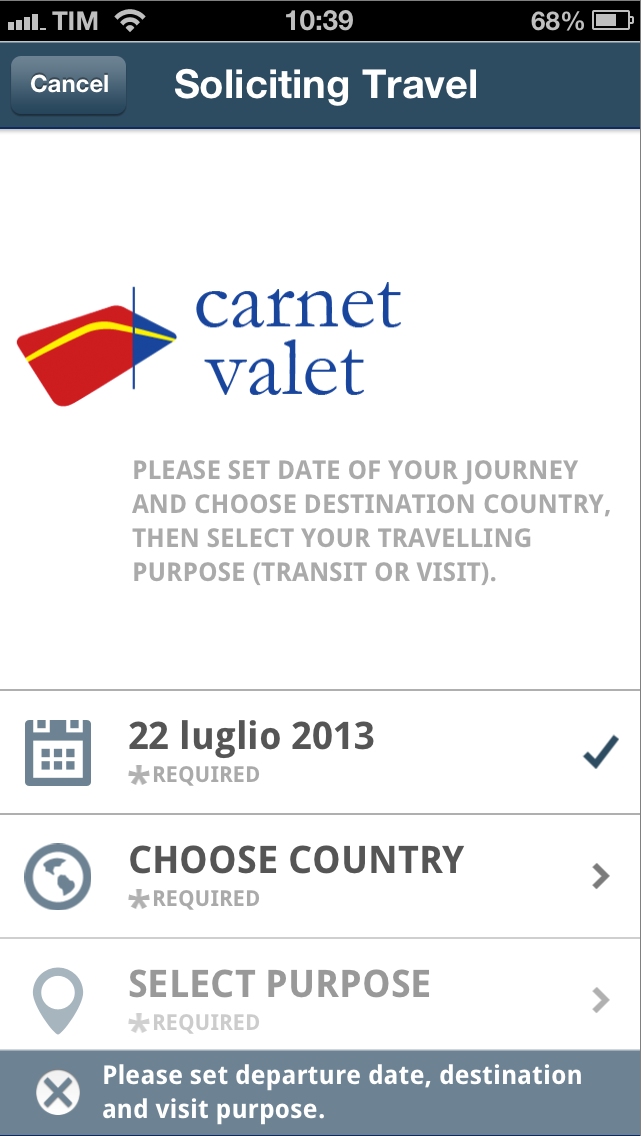 TIM 10:39 68%
Cancel Soliciting Travel
carnet
valet
PLEASE SET DATE OF YOUR JOURNEY
AND CHOOSE DESTINATION COUNTRY,
THEN SELECT YOUR TRAVELLING
PURPOSE (TRANSIT OR VISIT).
22 luglio 2013
*REQUIRED
CHOOSE COUNTRY
*REQUIRED
SELECT PURPOSE
*REQUIRED
Please set departure date, destination
and visit purpose.